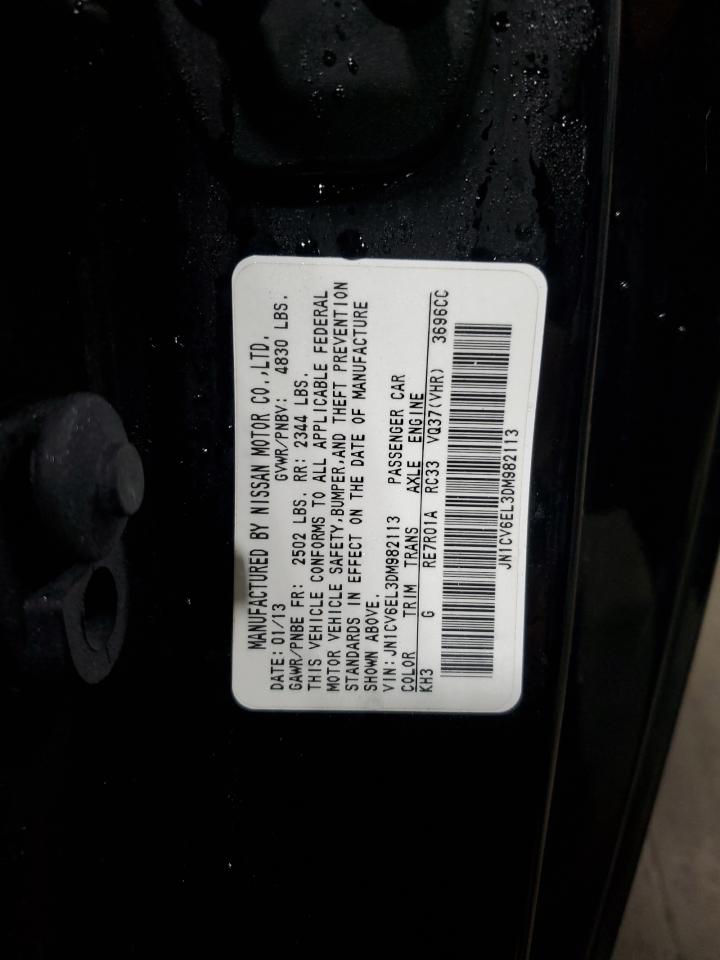 MANUFACTURED BY NISSAN MOTOR CO.,LTD.
DATE: 01/13 GVWR/PNBV: 4830 LBS.
GAWR/PNBE FR: 2502 LBS. RR: 2344 LBS.
THIS VEHICLE CONFORMS TO ALL APPLICABLE FEDERAL
MOTOR VEHICLE SAFETY,BUMPER,AND THEFT PREVENTION
STANDARDS IN EFFECT ON THE DATE OF MANUFACTURE
SHOWN ABOVE.
VIN: JN1CV6EL3DM982113 PASSENGER CAR
COLOR TRIM TRANS AXLE ENGINE
KH3 G RE7R01A RC33 VQ37(VHR) 3696CC
JN1CV6EL3DM982113